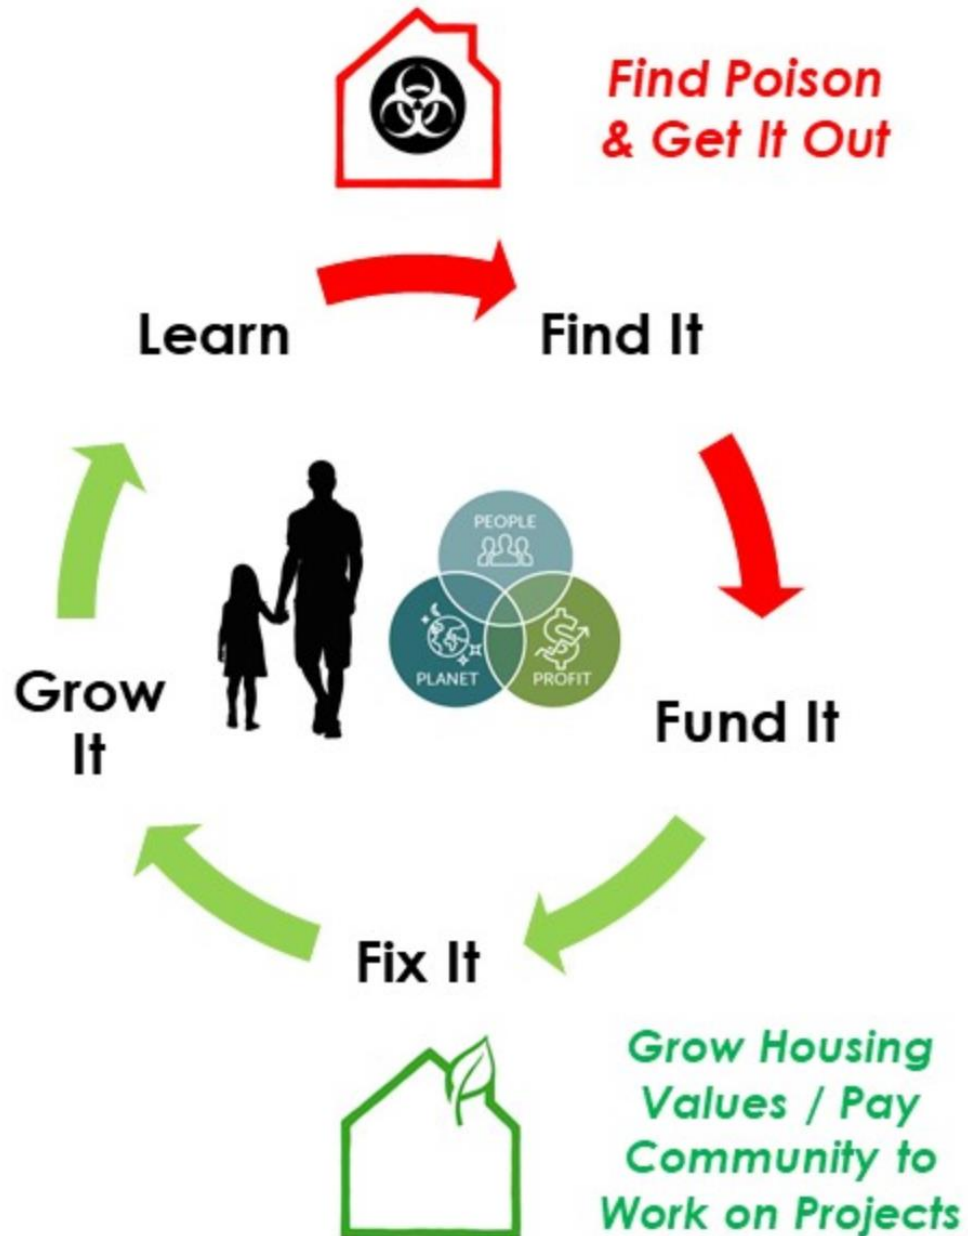 Find Poison
& Get It Out
Learn
Find It
PEOPLE
PLANET
PROFIT
Grow
It
Fund It
Fix It
Grow Housing
Values / Pay
Community to
Work on Projects